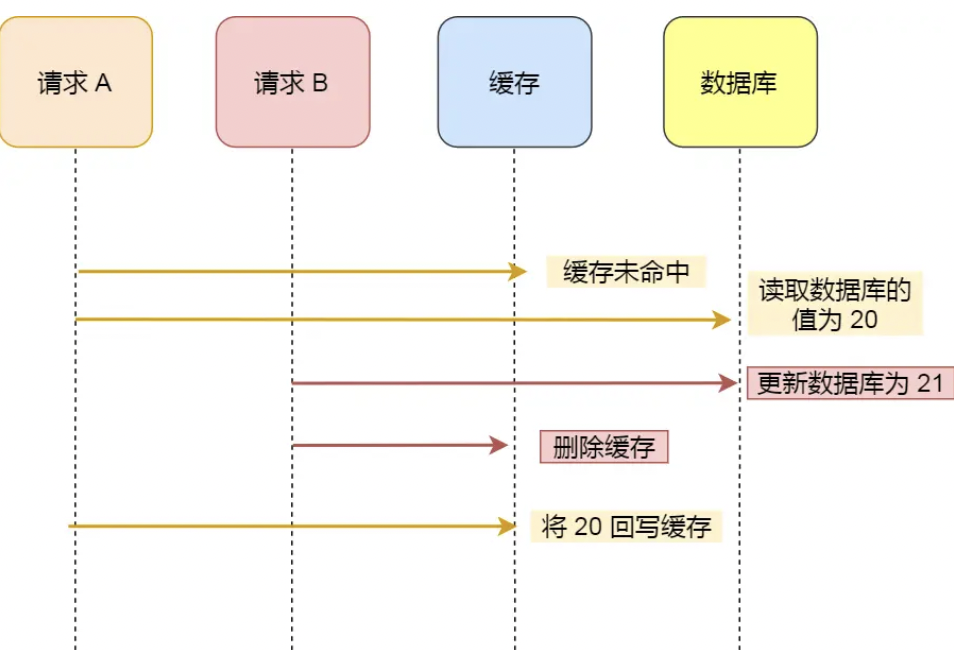 请求 A
请求 B
缓存
数据库
缓存未命中
读取数据库的
值为 20
更新数据库为 21
删除缓存
将 20 回写缓存